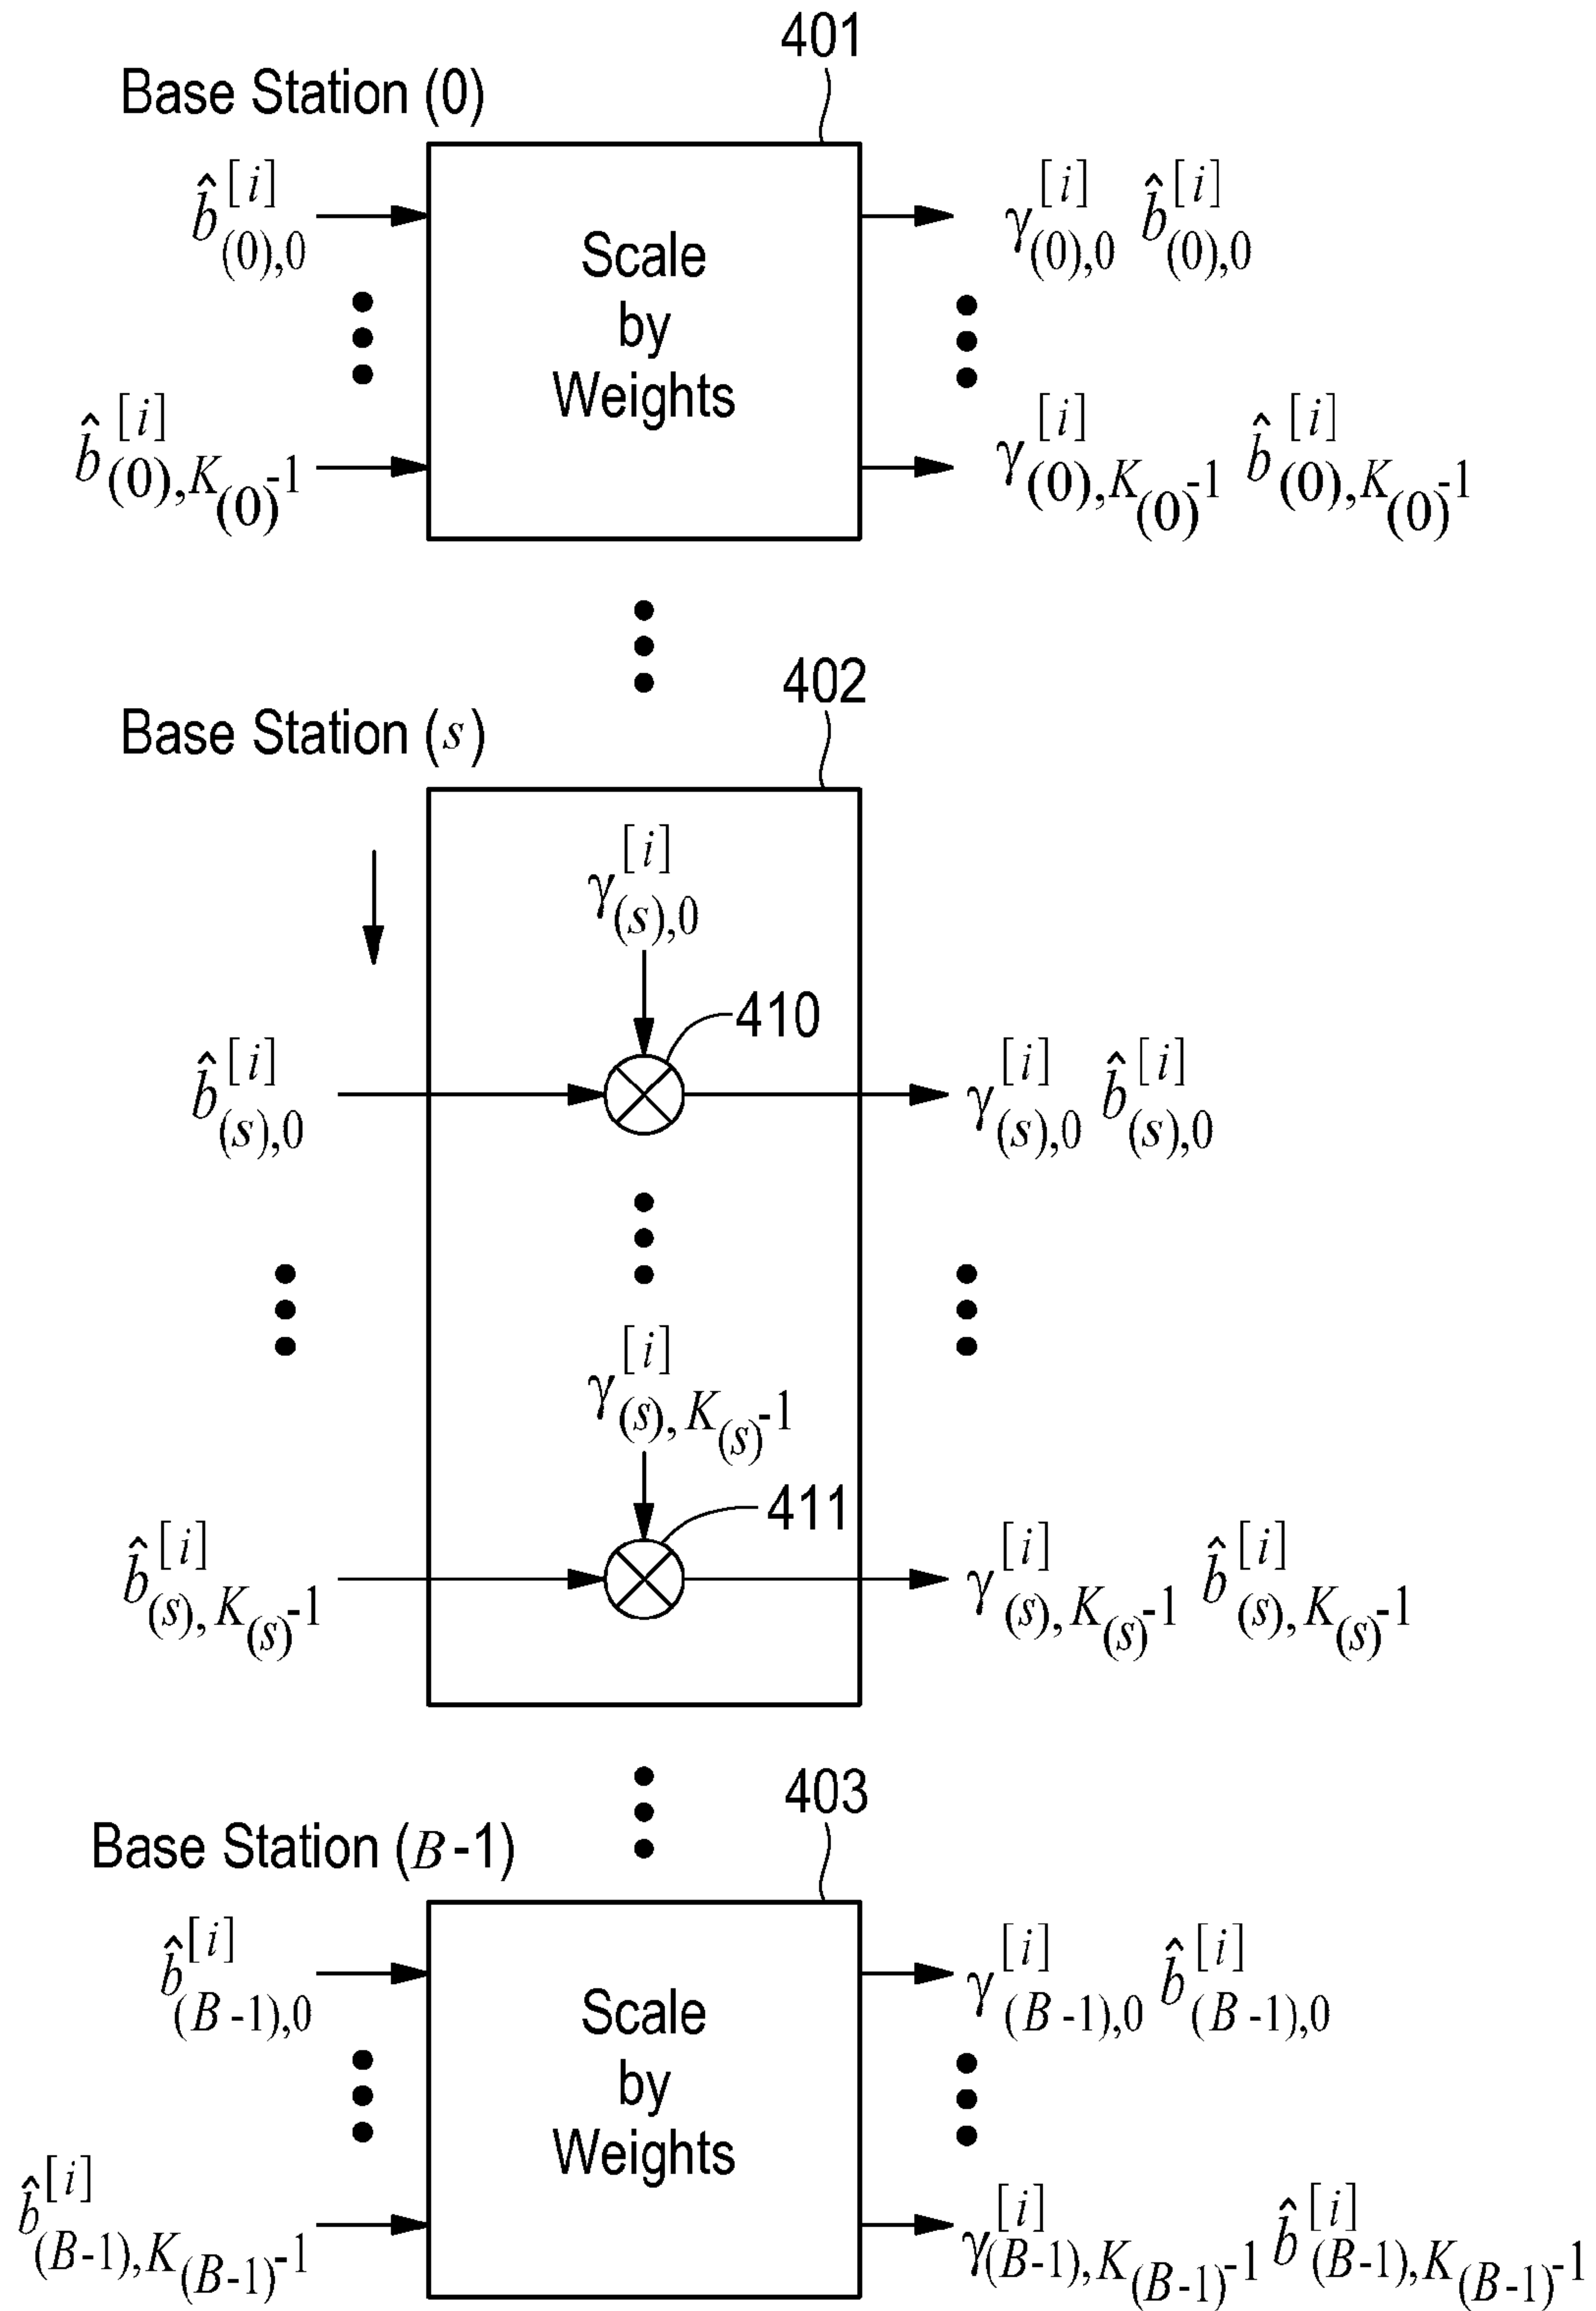 401
Base Station (0)
b̂^[i]_(0),0
Scale
by
Weights
γ^[i]_(0),0 b̂^[i]_(0),0
b̂^[i]_(0),K_(0)-1
γ^[i]_(0),K_(0)-1 b̂^[i]_(0),K_(0)-1
402
Base Station (s)
γ^[i]_(s),0
410
b̂^[i]_(s),0
γ^[i]_(s),0 b̂^[i]_(s),0
γ^[i]_(s),K_(s)-1
411
b̂^[i]_(s),K_(s)-1
γ^[i]_(s),K_(s)-1 b̂^[i]_(s),K_(s)-1
403
Base Station (B-1)
b̂^[i]_(B-1),0
Scale
by
Weights
γ^[i]_(B-1),0 b̂^[i]_(B-1),0
b̂^[i]_(B-1),K_(B-1)-1
γ^[i]_(B-1),K_(B-1)-1 b̂^[i]_(B-1),K_(B-1)-1